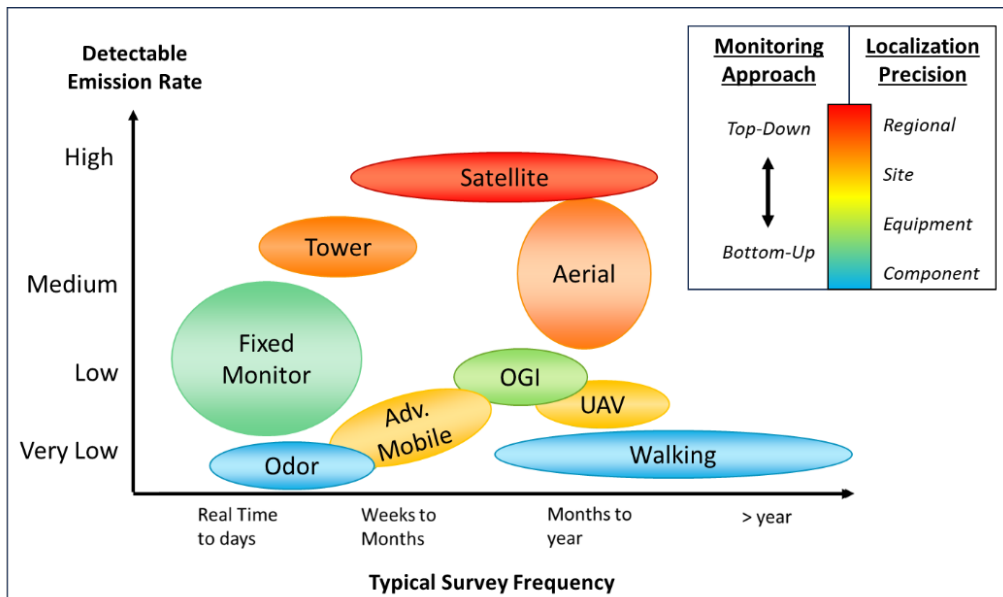 Detectable
Emission Rate
High
Medium
Low
Very Low
Satellite
Tower
Aerial
Fixed
Monitor
OGI
UAV
Adv.
Mobile
Odor
Walking
Real Time
to days
Weeks to
Months
Months to
year
> year
Typical Survey Frequency
Monitoring
Approach
Top-Down
Bottom-Up
Localization
Precision
Regional
Site
Equipment
Component